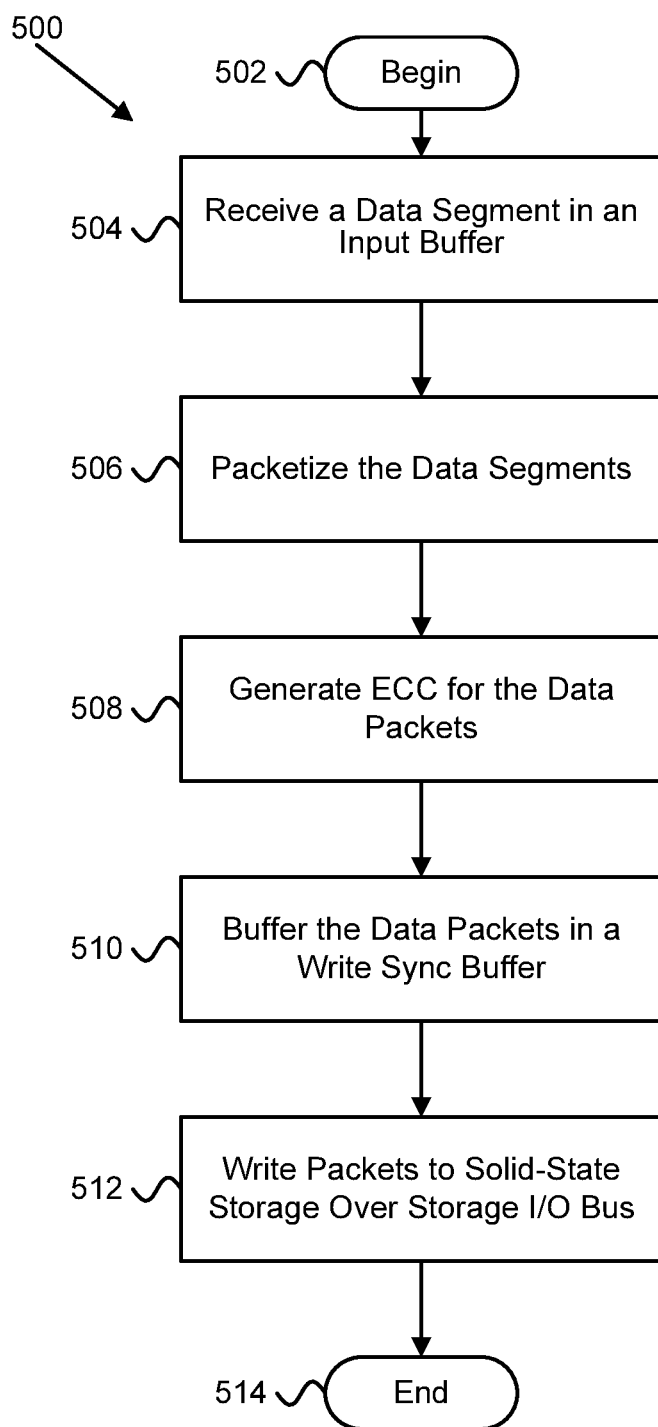 500
502
Begin
504
Receive a Data Segment in an
Input Buffer
506
Packetize the Data Segments
508
Generate ECC for the Data
Packets
510
Buffer the Data Packets in a
Write Sync Buffer
512
Write Packets to Solid-State
Storage Over Storage I/O Bus
514
End